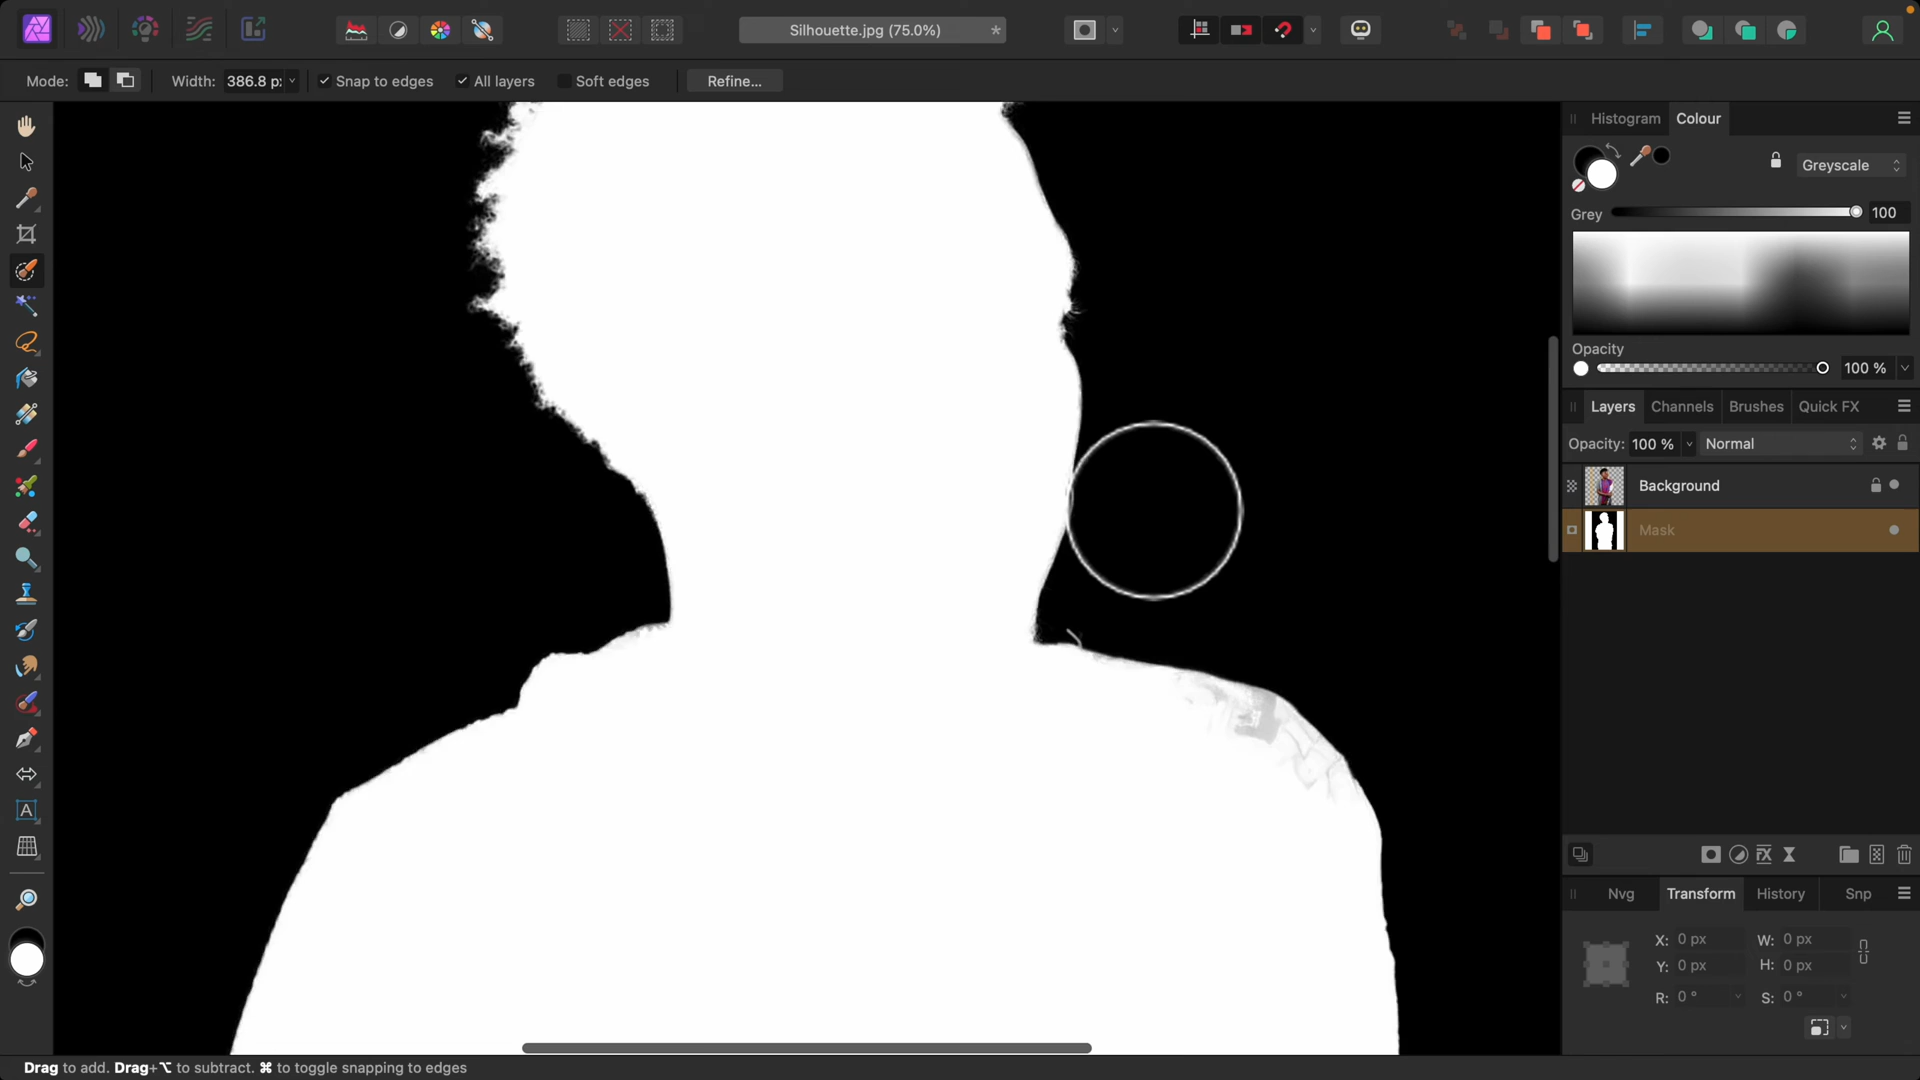 Silhouette.jpg (75.0%)
*
Mode:
Width: 386.8 p:
Snap to edges
All layers
Soft edges
Refine...
Histogram
Colour
Greyscale
Grey
100
Opacity
100 %
Layers
Channels
Brushes
Quick FX
Opacity: 100 %
Normal
Background
Mask
Nvg
Transform
History
Snp
X: 0 px
W: 0 px
Y: 0 px
H: 0 px
R: 0 °
S: 0 °
Drag to add. Drag+⌥ to subtract. ⌘ to toggle snapping to edges